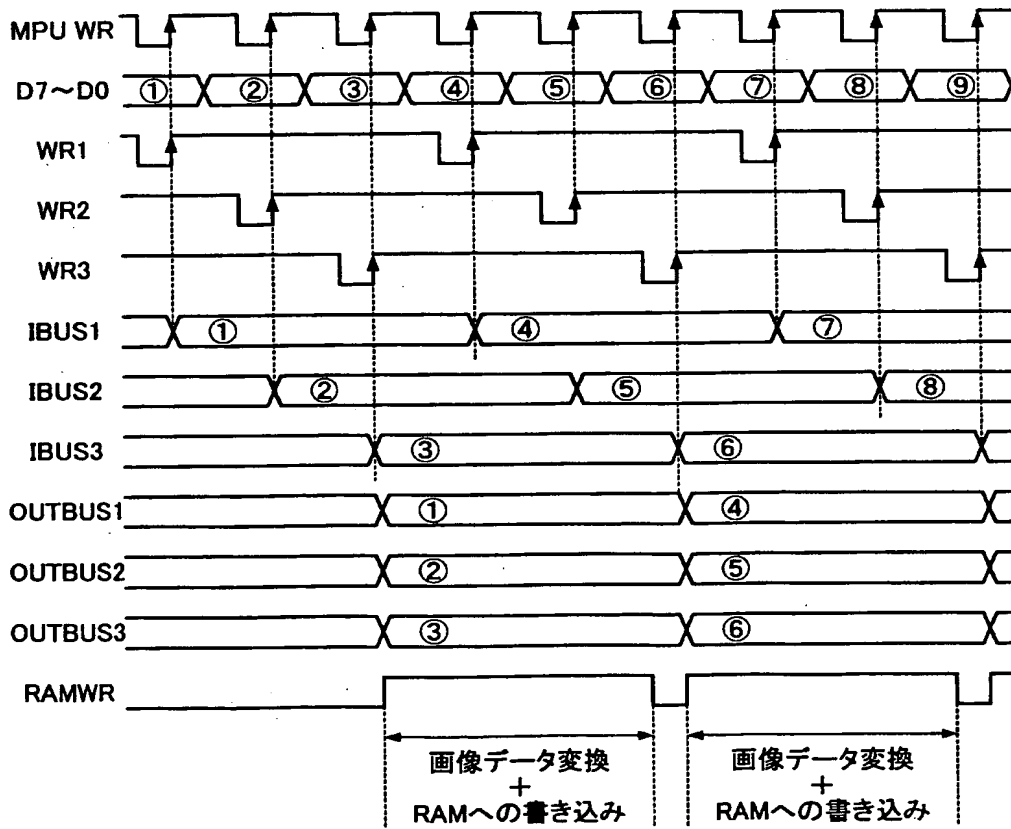 MPU WR
D7～D0 ① ② ③ ④ ⑤ ⑥ ⑦ ⑧ ⑨
WR1
WR2
WR3
IBUS1 ① ④ ⑦
IBUS2 ② ⑤ ⑧
IBUS3 ③ ⑥
OUTBUS1 ① ④
OUTBUS2 ② ⑤
OUTBUS3 ③ ⑥
RAMWR
画像データ変換
+
RAMへの書き込み
画像データ変換
+
RAMへの書き込み